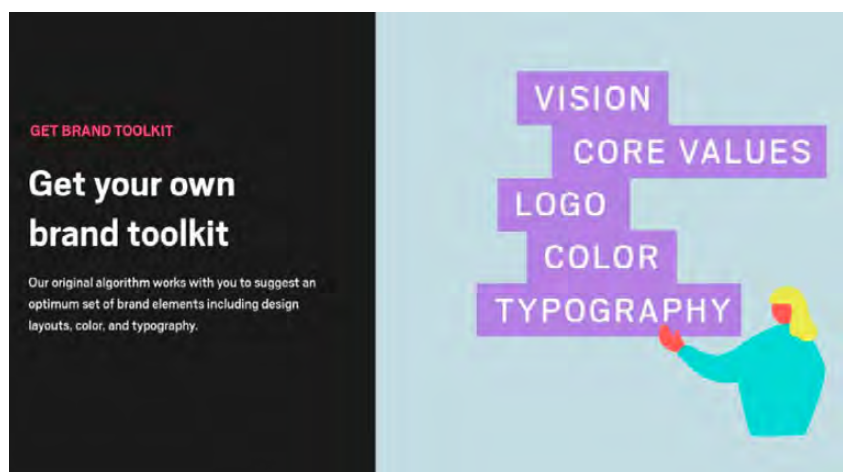 GET BRAND TOOLKIT
Get your own
brand toolkit
Our original algorithm works with you to suggest an
optimum set of brand elements including design
layouts, color, and typography.
VISION
CORE VALUES
LOGO
COLOR
TYPOGRAPHY